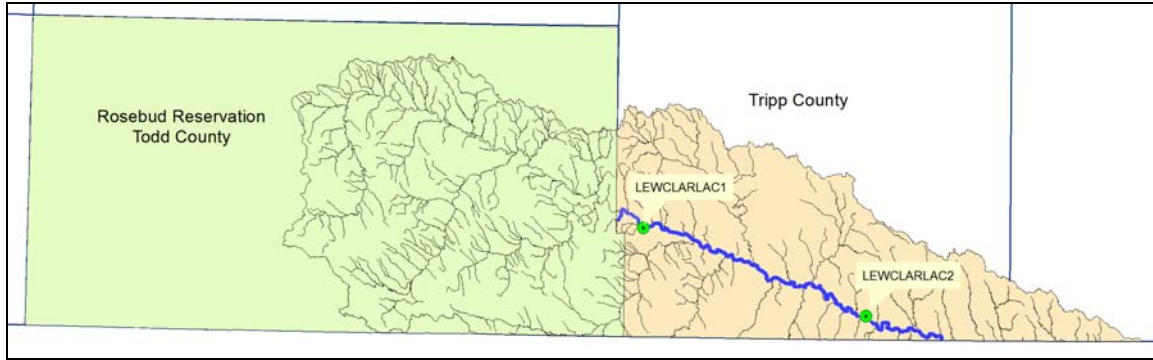 Rosebud Reservation
Todd County
Tripp County
LEWCLARLAC1
LEWCLARLAC2